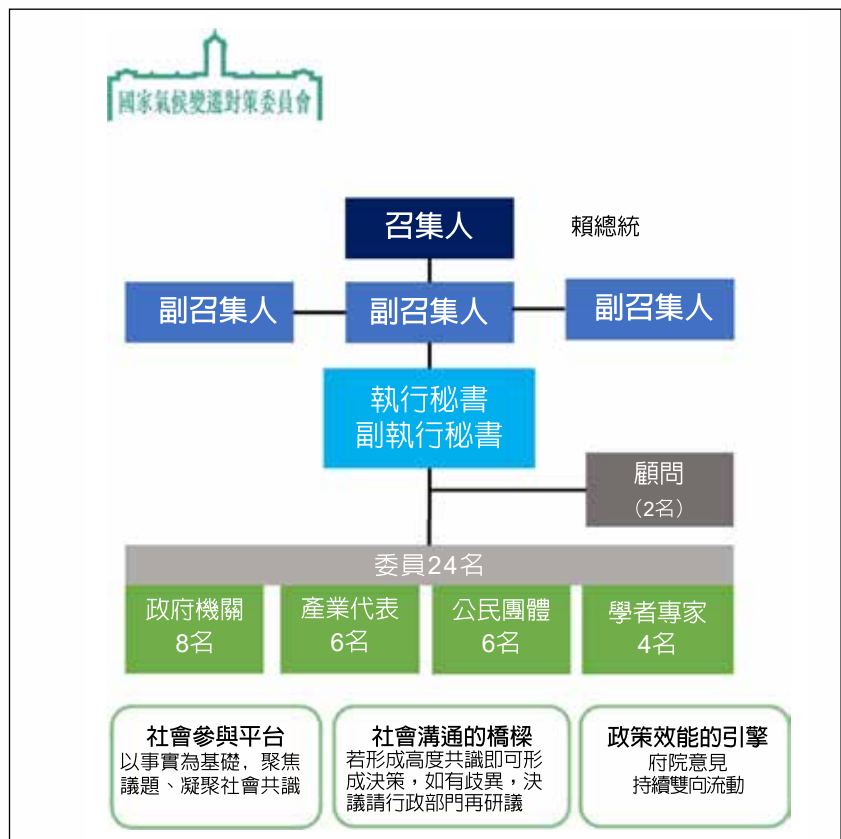 國家氣候變遷對策委員會
召集人
賴總統
副召集人
副召集人
副召集人
執行秘書
副執行秘書
顧問
（2名）
委員24名
政府機關
8名
產業代表
6名
公民團體
6名
學者專家
4名
社會參與平台
以事實為基礎，聚焦
議題、凝聚社會共識
社會溝通的橋樑
若形成高度共識即可形
成決策，如有歧異，決
議請行政部門再研議
政策效能的引擎
府院意見
持續雙向流動